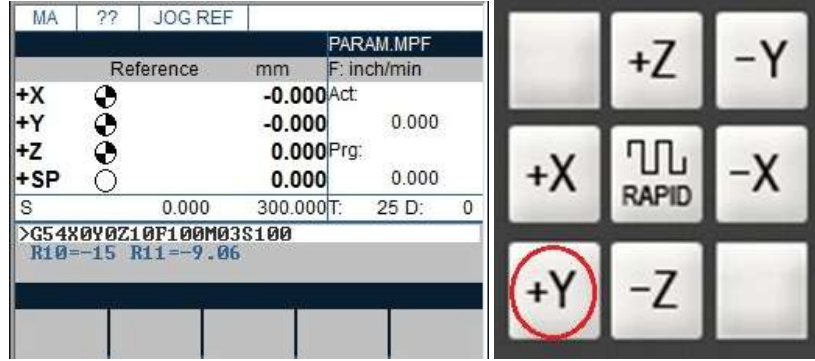 MA ?? JOG REF
PARAM.MPF
Reference mm F: inch/min
+X -0.000 Act:
+Y -0.000 0.000
+Z 0.000 Prg:
+SP 0.000 0.000
S 0.000 300.000 T: 25 D: 0
>G54X0Y0Z10F100M03S100
R10=-15 R11=-9.06
+Z -Y
+X RAPID -X
+Y -Z